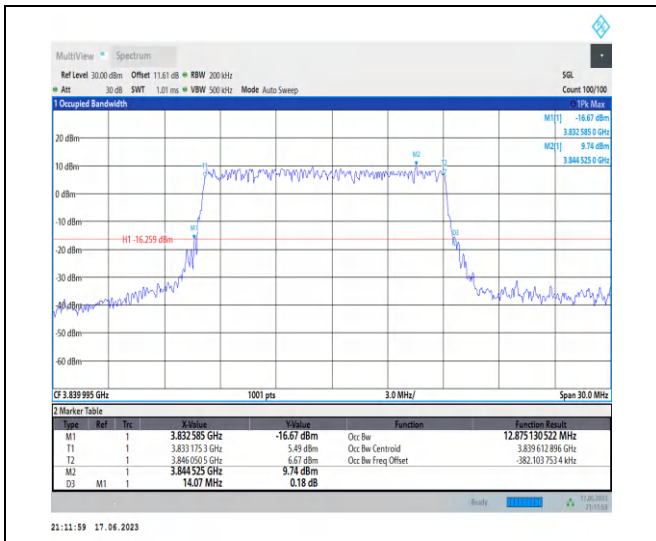 MultiView Spectrum
Ref Level 30.00 dBm Offset 11.61 dB RBW 200 kHz SGL
Att 30 dB SWT 1.01 ms VBW 500 kHz Mode Auto Sweep Count 100/100
1 Occupied Bandwidth 1Pk Max
M1[1] -16.67 dBm
3.832 585 0 GHz
M2[1] 9.74 dBm
3.844 525 0 GHz
20 dBm
M2
T1
T2
10 dBm
0 dBm
-10 dBm
M1
D3
H1 -16.259 dBm
-20 dBm
-30 dBm
-40 dBm
-50 dBm
-60 dBm
CF 3.839 995 GHz 1001 pts 3.0 MHz/ Span 30.0 MHz
2 Marker Table
Type Ref Trc X-Value Y-Value Function Function Result
M1 1 3.832 585 GHz -16.67 dBm Occ Bw 12.875 130 522 MHz
T1 1 3.833 175 3 GHz 5.49 dBm Occ Bw Centroid 3.839 612 896 GHz
T2 1 3.846 050 5 GHz 6.67 dBm Occ Bw Freq Offset -382.103 753 4 kHz
M2 1 3.844 525 GHz 9.74 dBm
D3 M1 1 14.07 MHz 0.18 dB
Ready 17.06.2023
21:11:59
21:11:59 17.06.2023